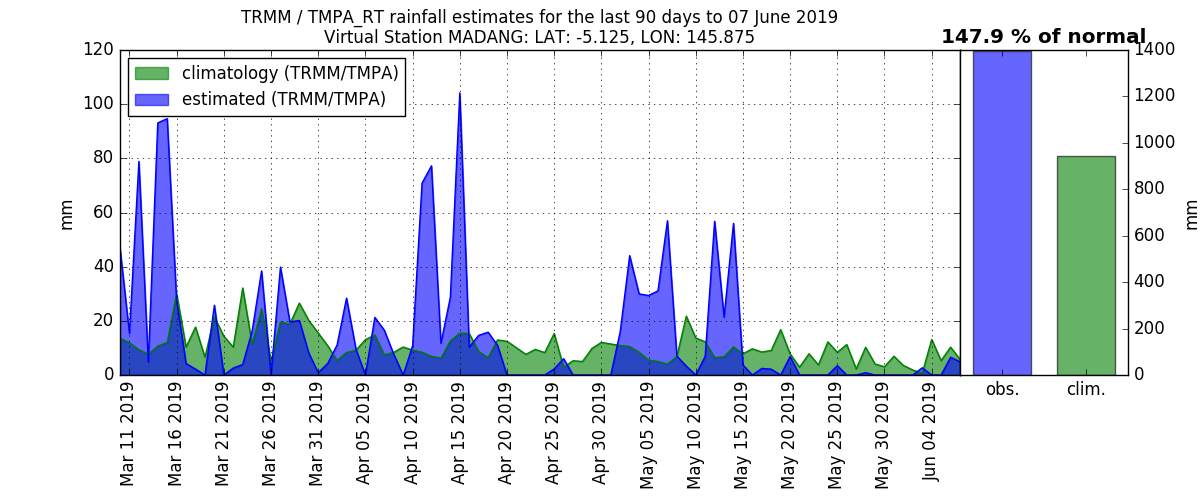 TRMM / TMPA_RT rainfall estimates for the last 90 days to 07 June 2019
Virtual Station MADANG: LAT: -5.125, LON: 145.875
147.9 % of normal
climatology (TRMM/TMPA)
estimated (TRMM/TMPA)
mm
120
100
80
60
40
20
0
Mar 11 2019
Mar 16 2019
Mar 21 2019
Mar 26 2019
Mar 31 2019
Apr 05 2019
Apr 10 2019
Apr 15 2019
Apr 20 2019
Apr 25 2019
Apr 30 2019
May 05 2019
May 10 2019
May 15 2019
May 20 2019
May 25 2019
May 30 2019
Jun 04 2019
obs.
clim.
1400
1200
1000
800
600
400
200
0
mm